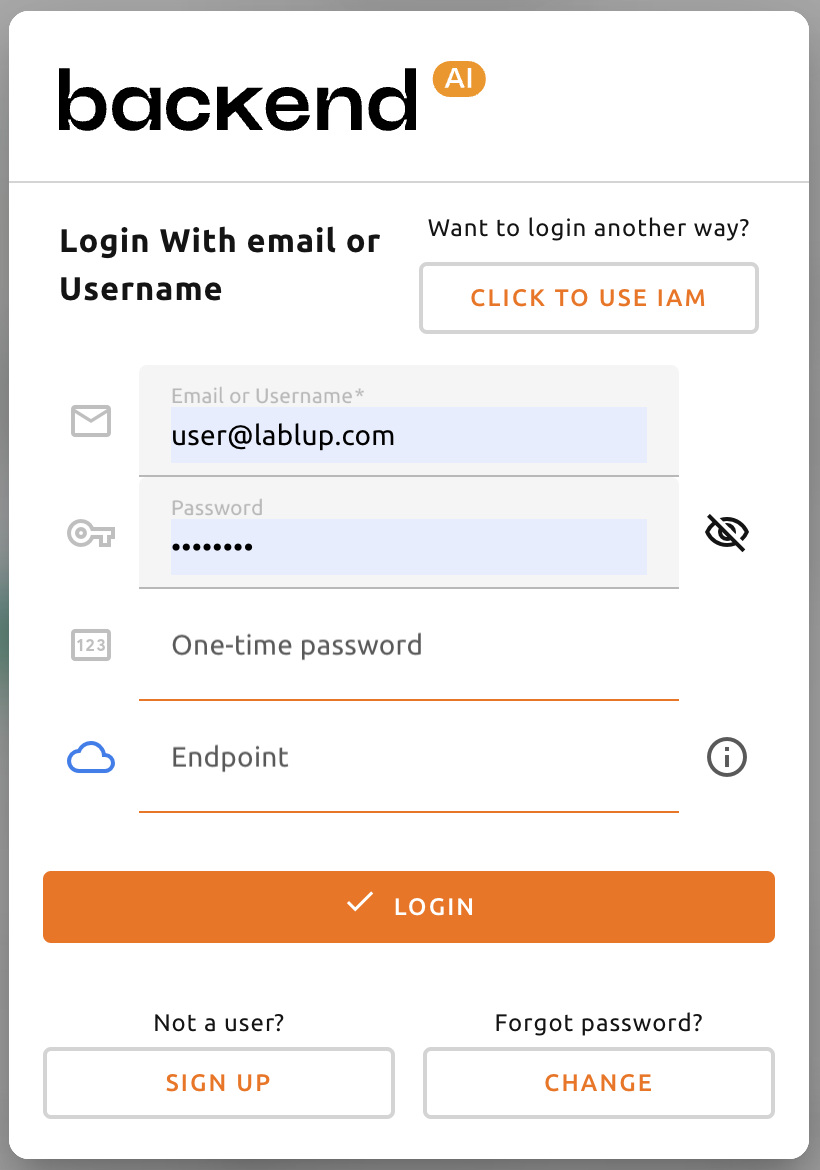 backend AI
Login With email or
Username
Want to login another way?
CLICK TO USE IAM
Email or Username*
user@lablup.com
Password
••••••••
123
One-time password
Endpoint
LOGIN
Not a user?
SIGN UP
Forgot password?
CHANGE